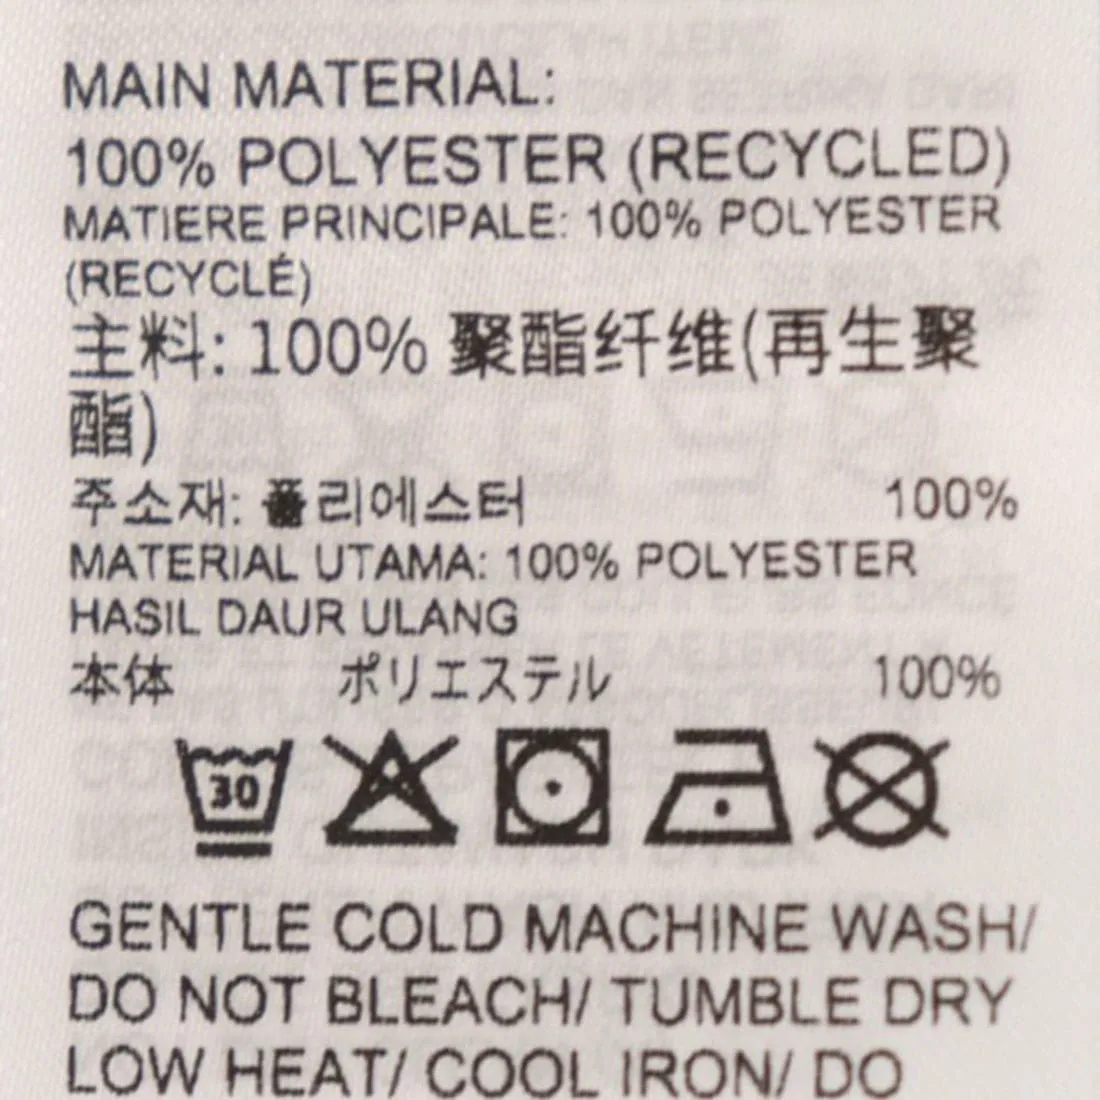 MAIN MATERIAL:
100% POLYESTER (RECYCLED)
MATIERE PRINCIPALE: 100% POLYESTER
(RECYCLÉ)
主料: 100% 聚酯纤维(再生聚
酯)
주소재: 폴리에스터 100%
MATERIAL UTAMA: 100% POLYESTER
HASIL DAUR ULANG
本体 ポリエステル 100%
30
GENTLE COLD MACHINE WASH/
DO NOT BLEACH/ TUMBLE DRY
LOW HEAT/ COOL IRON/ DO